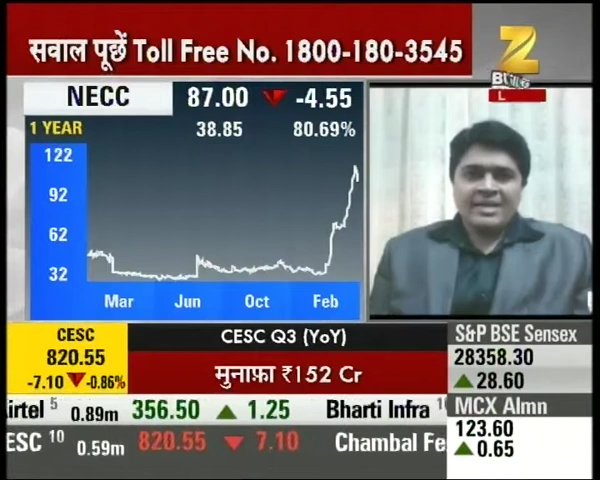 सवाल पूछें Toll Free No. 1800-180-3545
Z
NECC 87.00 -4.55
1 YEAR 38.85 80.69%
122
92
62
32
Mar Jun Oct Feb
CESC
820.55
-7.10 -0.86%
CESC Q3 (YoY)
मुनाफ़ा ₹152 Cr
S&P BSE Sensex
28358.30
28.60
MCX Almn
123.60
0.65
irtel 5 0.89m 356.50 1.25 Bharti Infra
ESC 10 0.59m 820.55 7.10 Chambal Fe